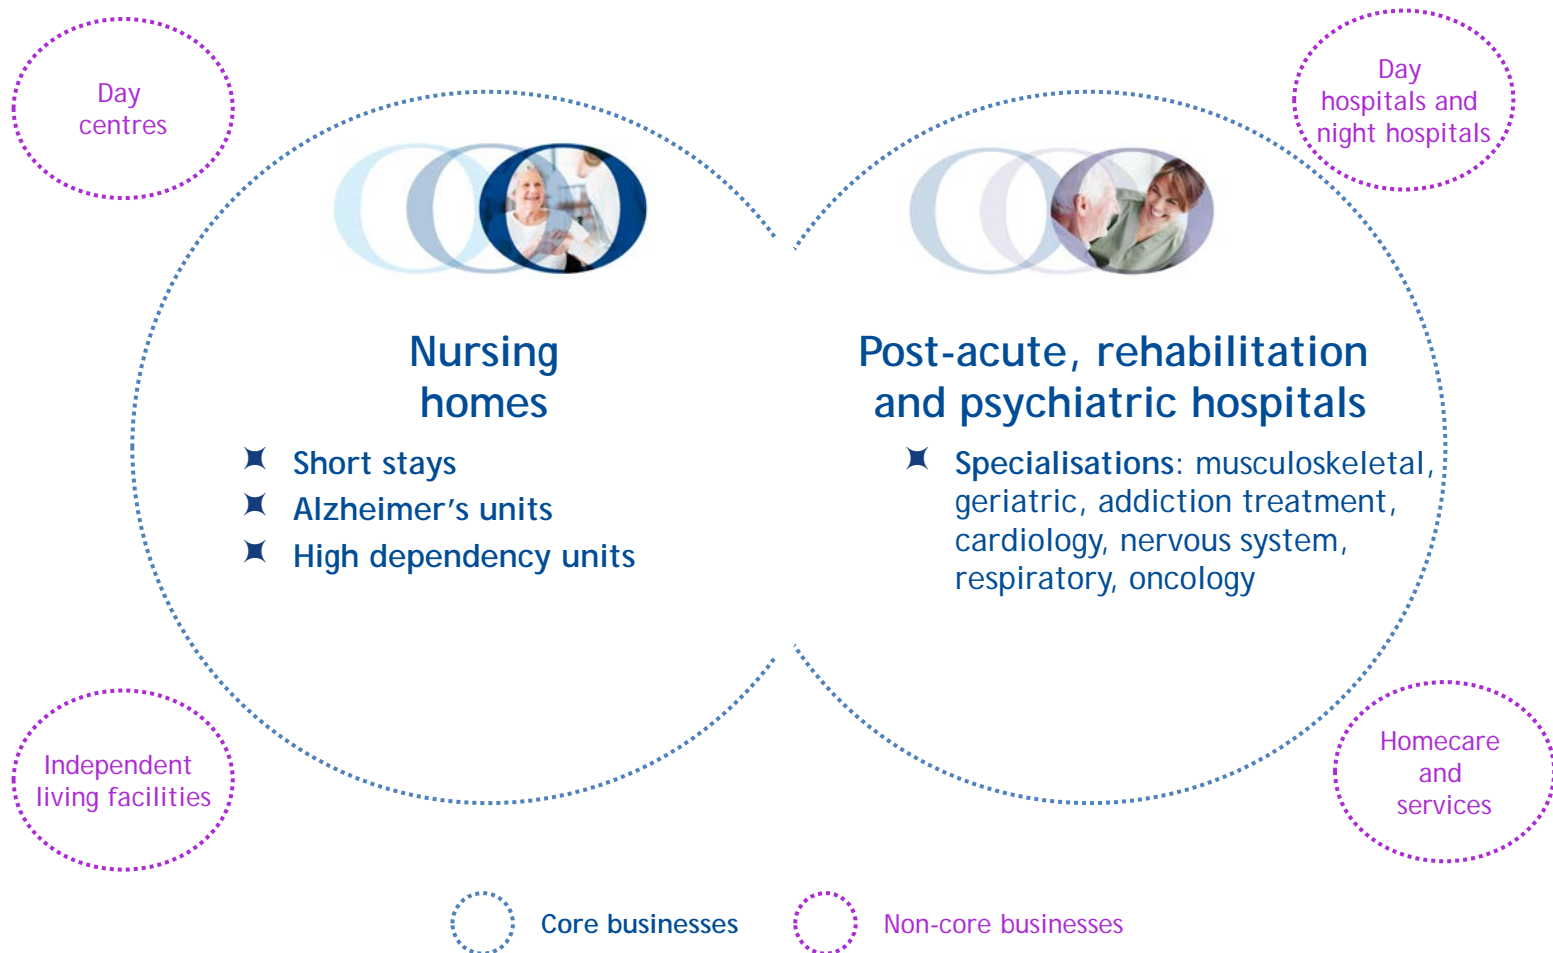 Day
centres
Day
hospitals and
night hospitals
Nursing
homes
Short stays
Alzheimer's units
High dependency units
Post-acute, rehabilitation
and psychiatric hospitals
Specialisations: musculoskeletal,
geriatric, addiction treatment,
cardiology, nervous system,
respiratory, oncology
Independent
living facilities
Homecare
and
services
Core businesses
Non-core businesses